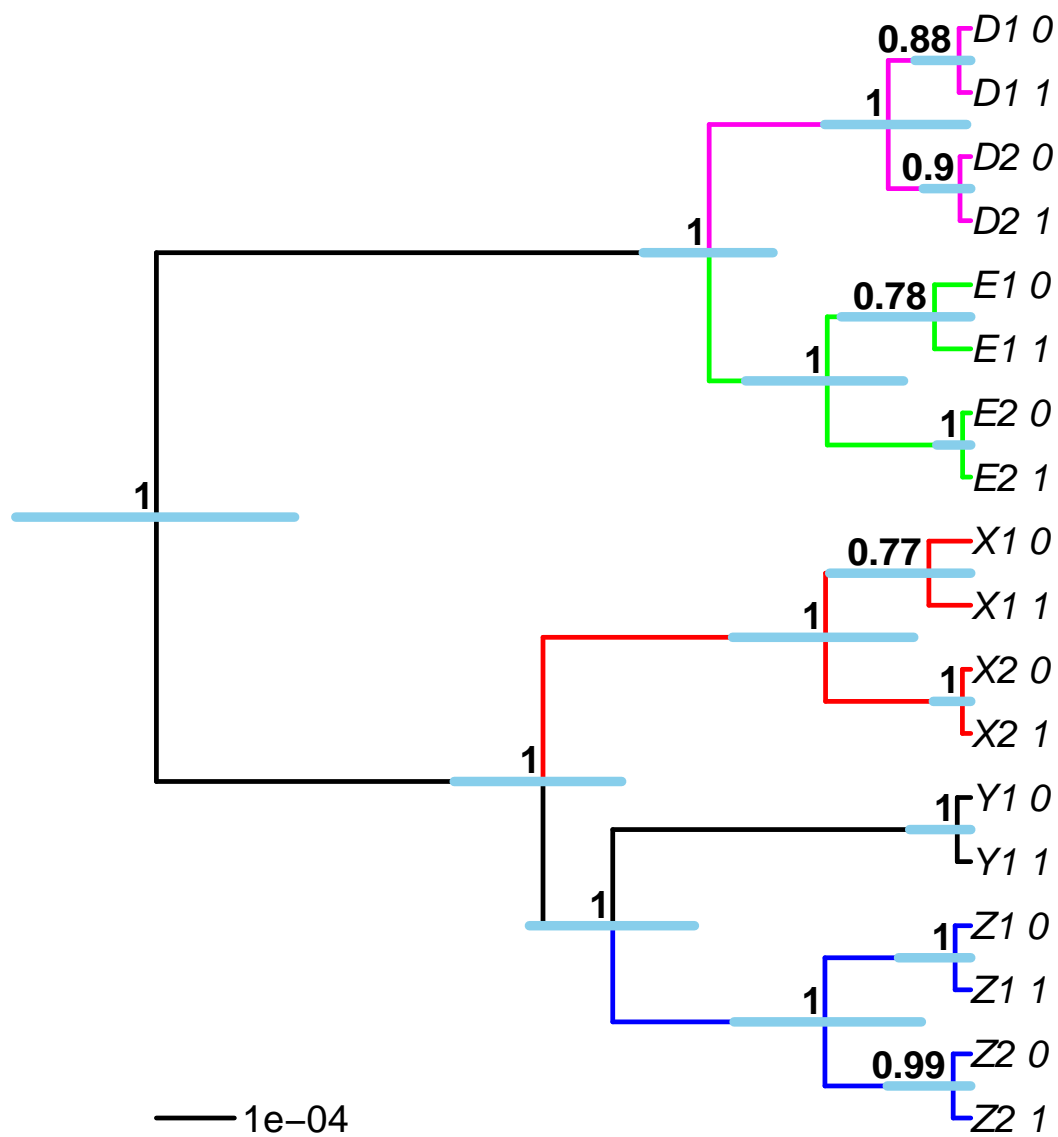 0.88
D1 0
D1 1
1
D2 0
0.9
D2 1
1
E1 0
0.78
E1 1
1
E2 0
1
E2 1
1
X1 0
0.77
X1 1
1
X2 0
1
X2 1
1
Y1 0
1
Y1 1
1
Z1 0
1
Z1 1
1
Z2 0
0.99
Z2 1
1e−04